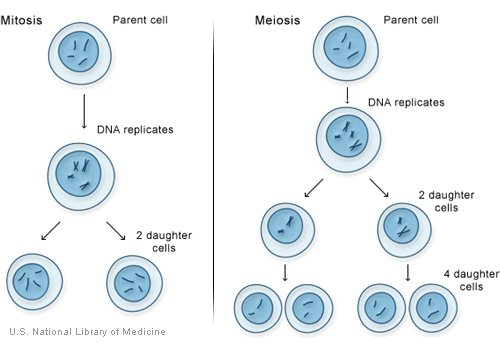 Mitosis
Parent cell
DNA replicates
2 daughter
cells
U.S. National Library of Medicine
Meiosis
Parent cell
DNA replicates
2 daughter
cells
4 daughter
cells